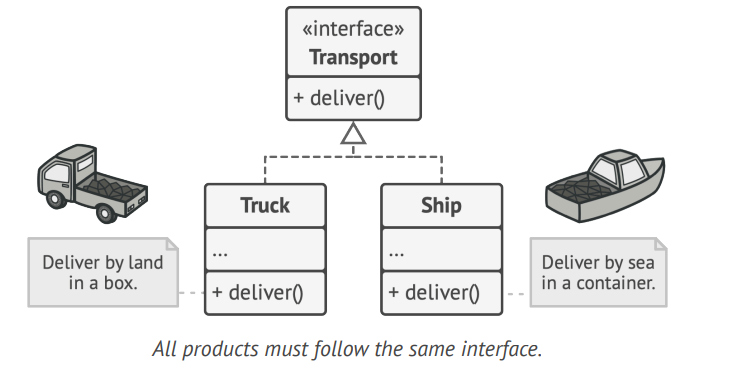 «interface»
Transport
+ deliver()
Truck
Ship
...
...
Deliver by land
in a box.
+ deliver()
+ deliver()
Deliver by sea
in a container.
All products must follow the same interface.